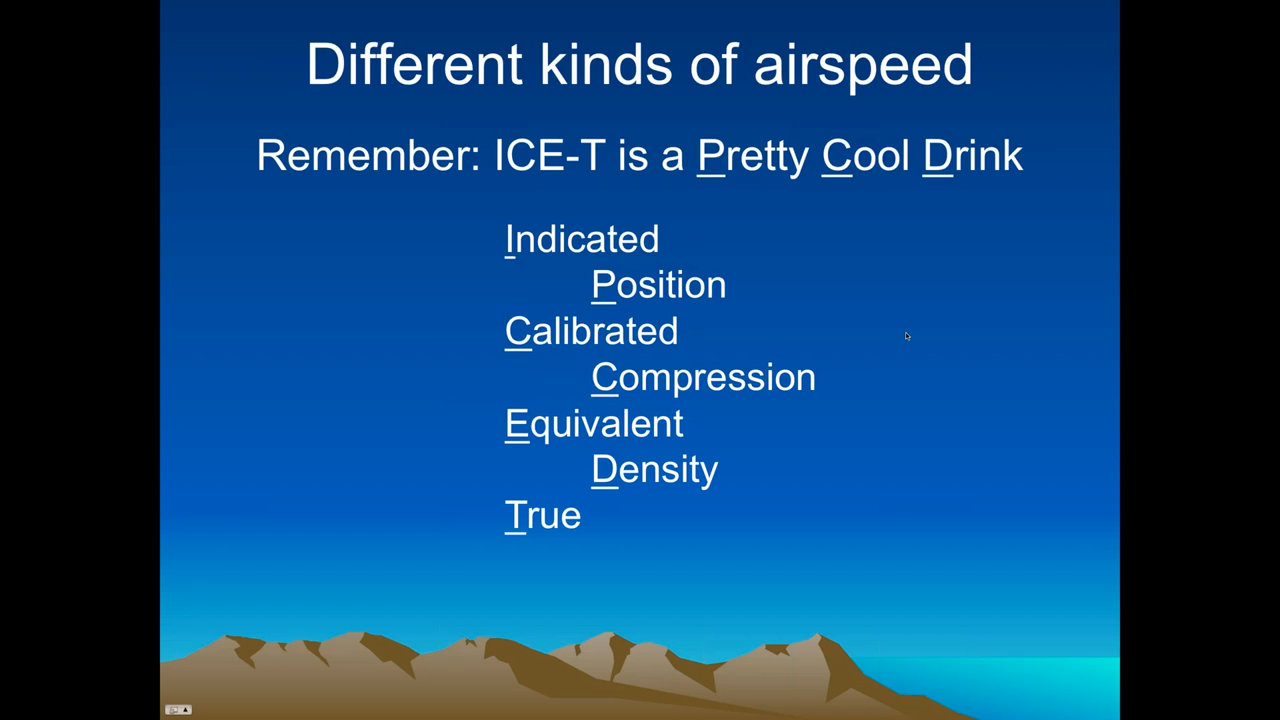 Different kinds of airspeed
Remember: ICE-T is a Pretty Cool Drink
Indicated
Position
Calibrated
Compression
Equivalent
Density
True